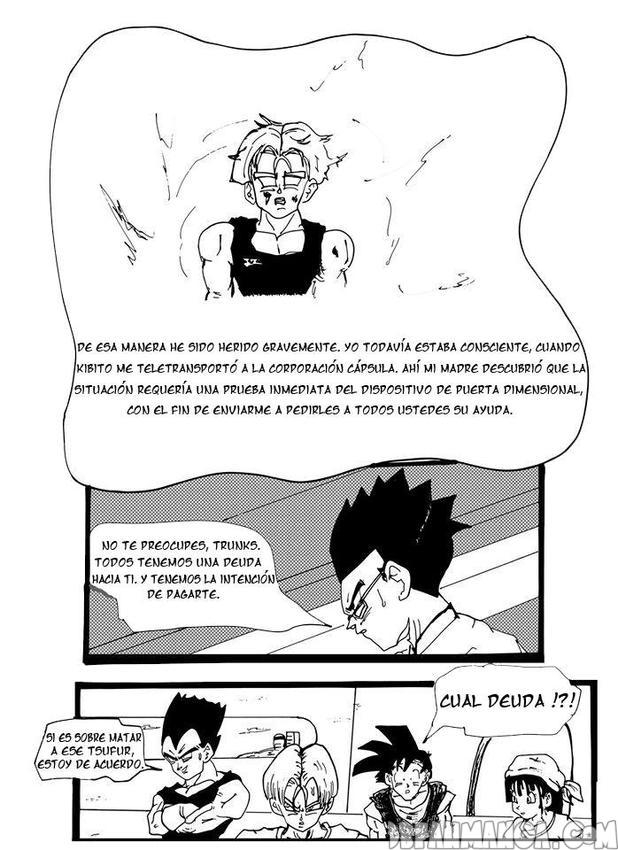 DE ESA MANERA HE SIDO HERIDO GRAVEMENTE. YO TODAVÍA ESTABA CONSCIENTE, CUANDO
KIBITO ME TELETRANSPORTÓ A LA CORPORACIÓN CÁPSULA. AHÍ MI MADRE DESCUBRIÓ QUE LA
SITUACIÓN REQUERÍA UNA PRUEBA INMEDIATA DEL DISPOSITIVO DE PUERTA DIMENSIONAL,
CON EL FIN DE ENVIARME A PEDIRLES A TODOS USTEDES SU AYUDA.
NO TE PREOCUPES, TRUNKS.
TODOS TENEMOS UNA DEUDA
HACIA TI. Y TENEMOS LA INTENCIÓN
DE PAGARTE.
SI ES SOBRE MATAR
A ESE TSUFUR,
ESTOY DE ACUERDO.
CUAL DEUDA !?!